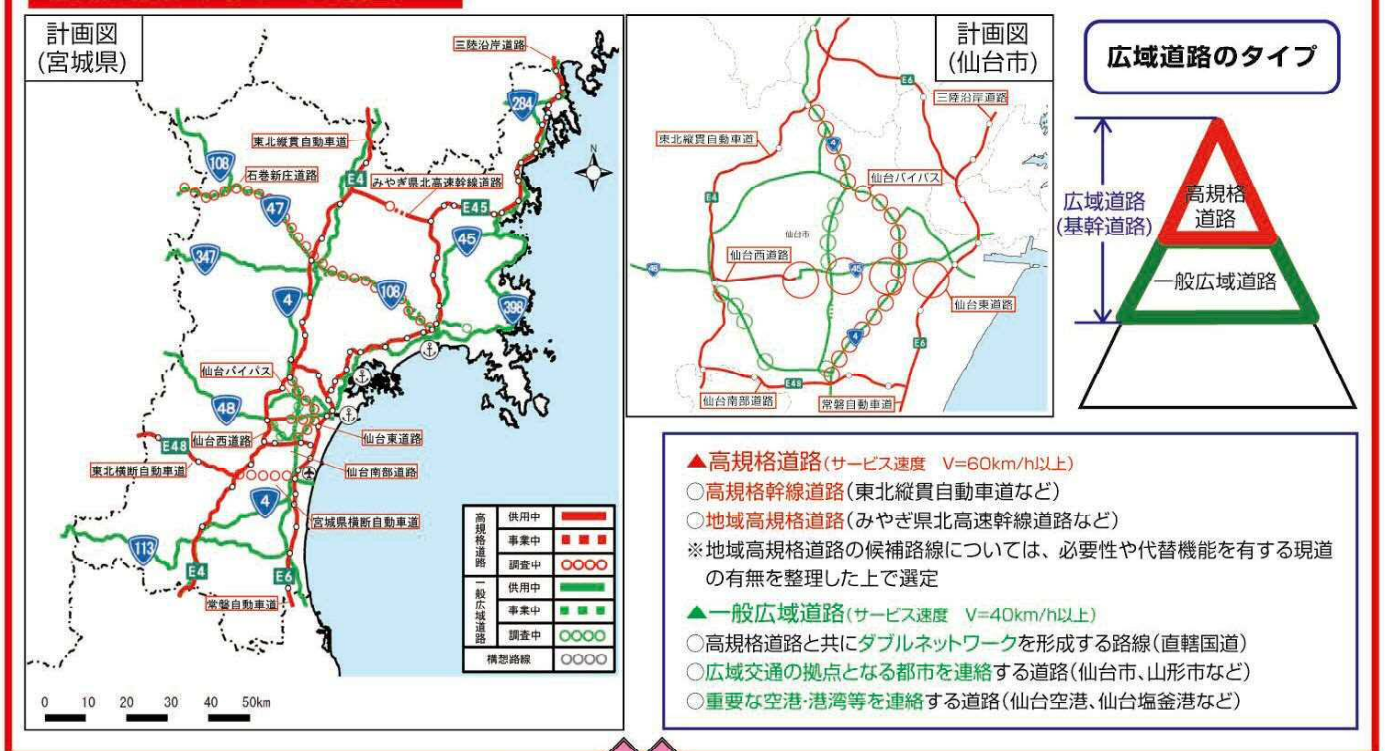 計画図
(宮城県)
三陸沿岸道路
284
東北縦貫自動車道
108
石巻新庄道路
E4
みやぎ県北高速幹線道路
N
47
E45
45
347
4
108
398
仙台バイパス
48
仙台西道路
仙台東道路
E48
東北横断自動車道
仙台南部道路
4
宮城県横断自動車道
113
E4
E6
常磐自動車道
高規格道路
供用中
事業中
調査中
一般広域道路
供用中
事業中
調査中
構想路線
0 10 20 30 40 50km
計画図
(仙台市)
E6
三陸沿岸道路
東北縦貫自動車道
4
仙台バイパス
E4
仙台市
仙台西道路
48
45
仙台東道路
4
E6
E48
仙台南部道路
常磐自動車道
広域道路のタイプ
広域道路
(基幹道路)
高規格
道路
一般広域道路
▲高規格道路(サービス速度 V=60km/h以上)
○高規格幹線道路(東北縦貫自動車道など)
○地域高規格道路(みやぎ県北高速幹線道路など)
※地域高規格道路の候補路線については、必要性や代替機能を有する現道
の有無を整理した上で選定
▲一般広域道路(サービス速度 V=40km/h以上)
○高規格道路と共にダブルネットワークを形成する路線(直轄国道)
○広域交通の拠点となる都市を連絡する道路(仙台市、山形市など)
○重要な空港・港湾等を連絡する道路(仙台空港、仙台塩釜港など)